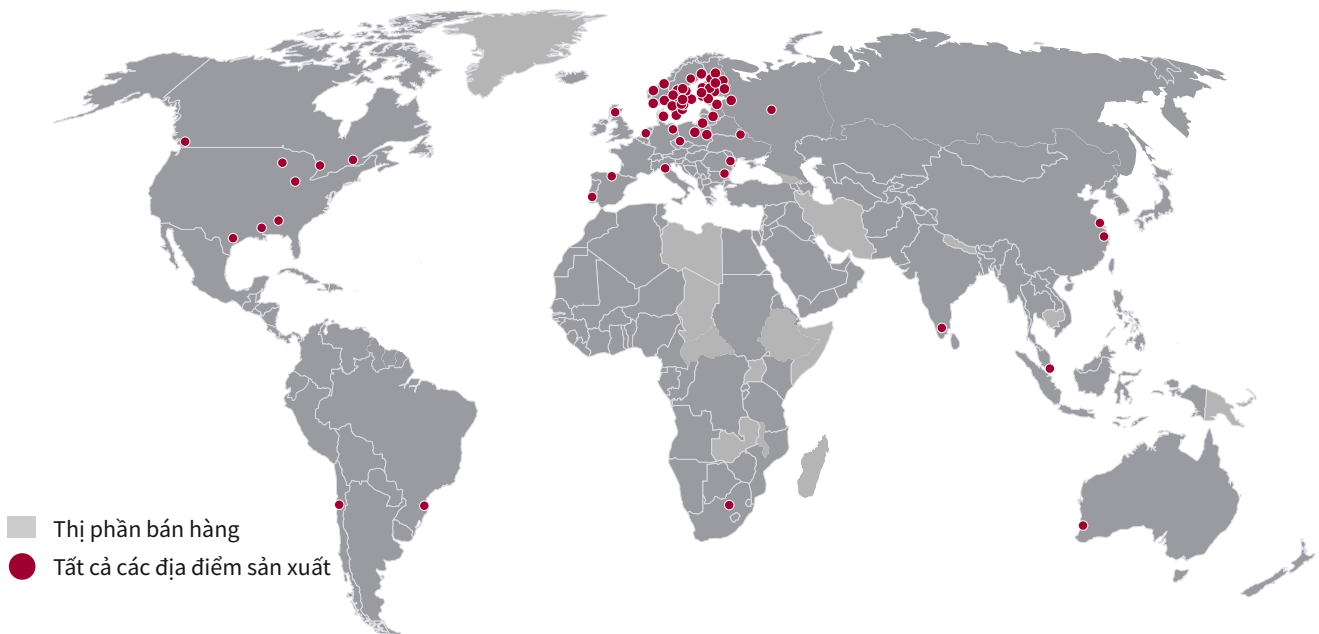 Thị phần bán hàng
Tất cả các địa điểm sản xuất